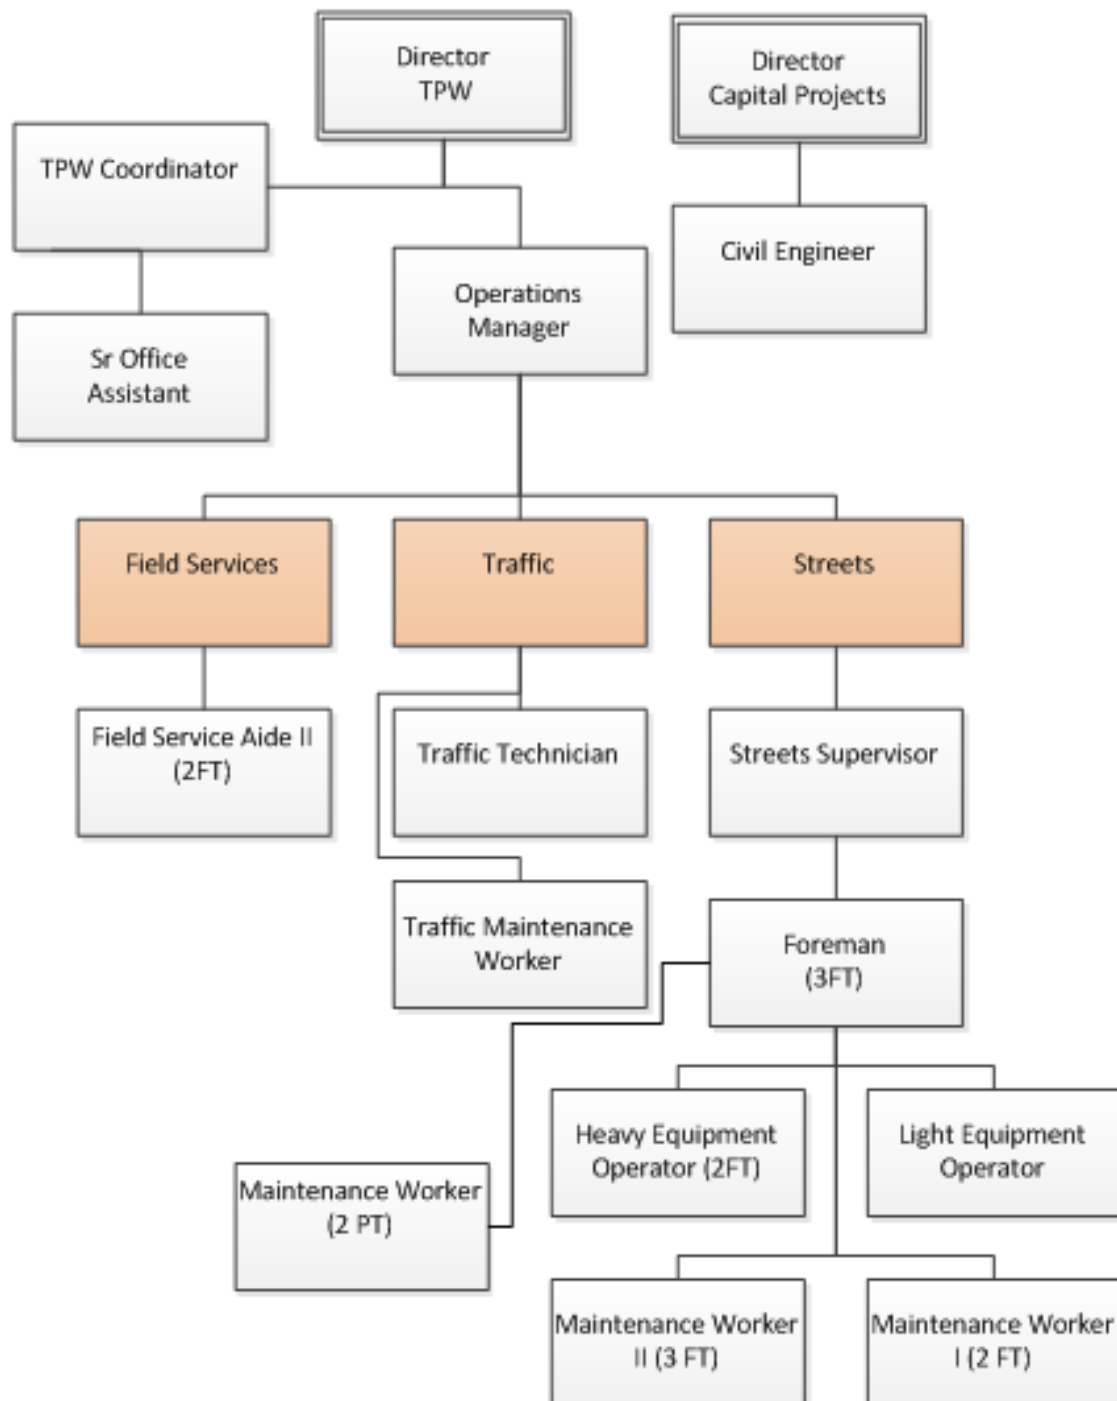 Director
TPW
Director
Capital Projects
TPW Coordinator
Civil Engineer
Operations
Manager
Sr Office
Assistant
Field Services
Traffic
Streets
Field Service Aide II
(2FT)
Traffic Technician
Streets Supervisor
Traffic Maintenance
Worker
Foreman
(3FT)
Heavy Equipment
Operator (2FT)
Light Equipment
Operator
Maintenance Worker
(2 PT)
Maintenance Worker
II (3 FT)
Maintenance Worker
I (2 FT)